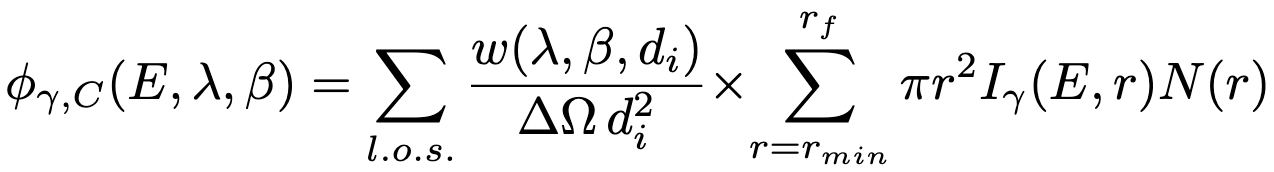 \phi_{\gamma,C}(E,\lambda,\beta) = \sum_{l.o.s.} \frac{w(\lambda,\beta,d_i)}{\Delta\Omega\, d_i^2} \times \sum_{r=r_{min}}^{r_f} \pi r^2 I_\gamma(E,r)N(r)